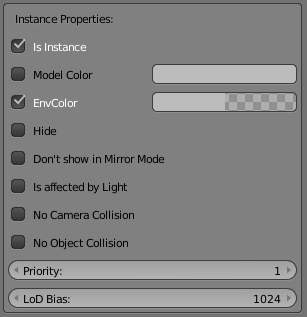 Instance Properties:
Is Instance
Model Color
EnvColor
Hide
Don't show in Mirror Mode
Is affected by Light
No Camera Collision
No Object Collision
Priority: 1
LoD Bias: 1024